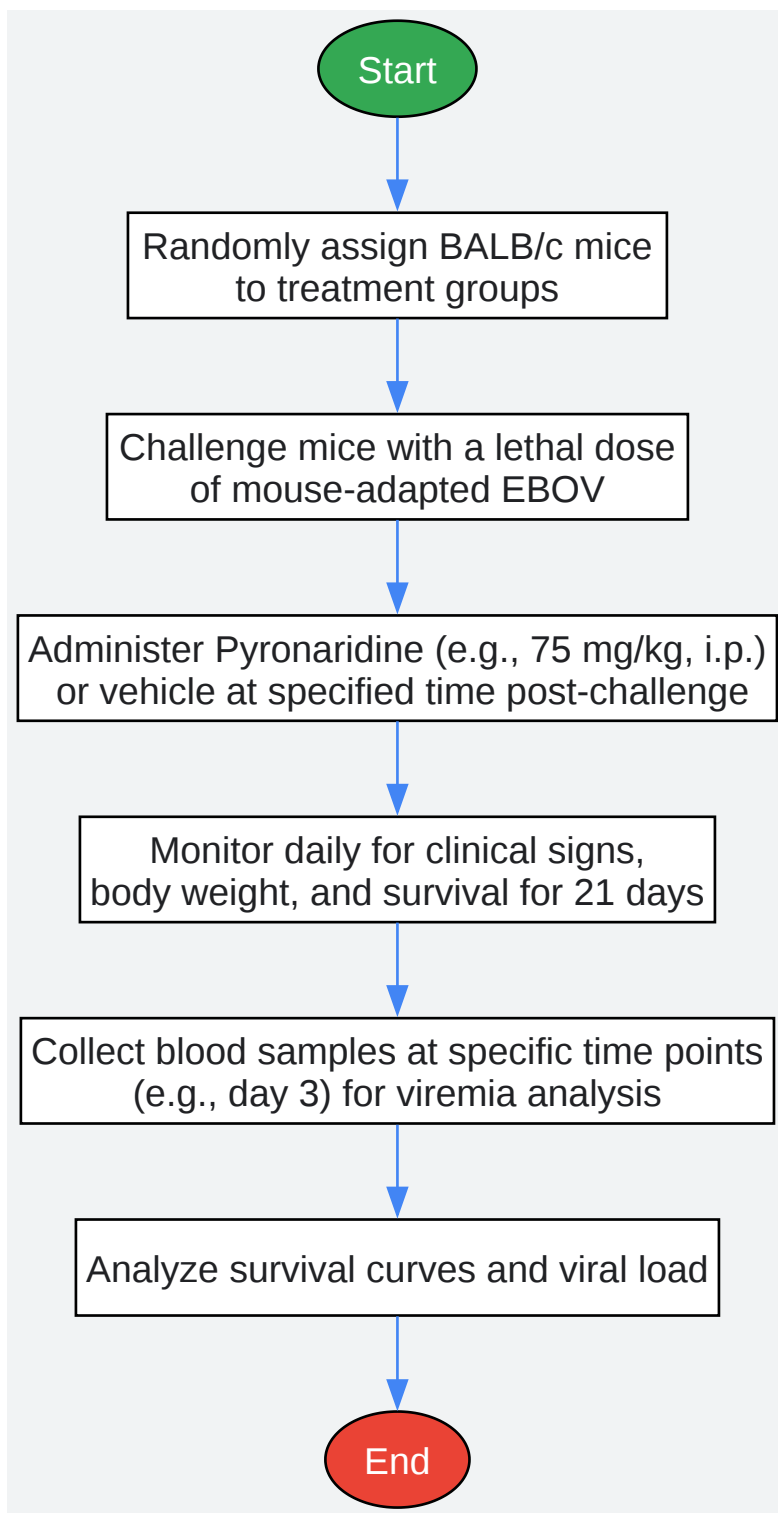 Start
Randomly assign BALB/c mice
to treatment groups
Challenge mice with a lethal dose
of mouse-adapted EBOV
Administer Pyronaridine (e.g., 75 mg/kg, i.p.)
or vehicle at specified time post-challenge
Monitor daily for clinical signs,
body weight, and survival for 21 days
Collect blood samples at specific time points
(e.g., day 3) for viremia analysis
Analyze survival curves and viral load
End